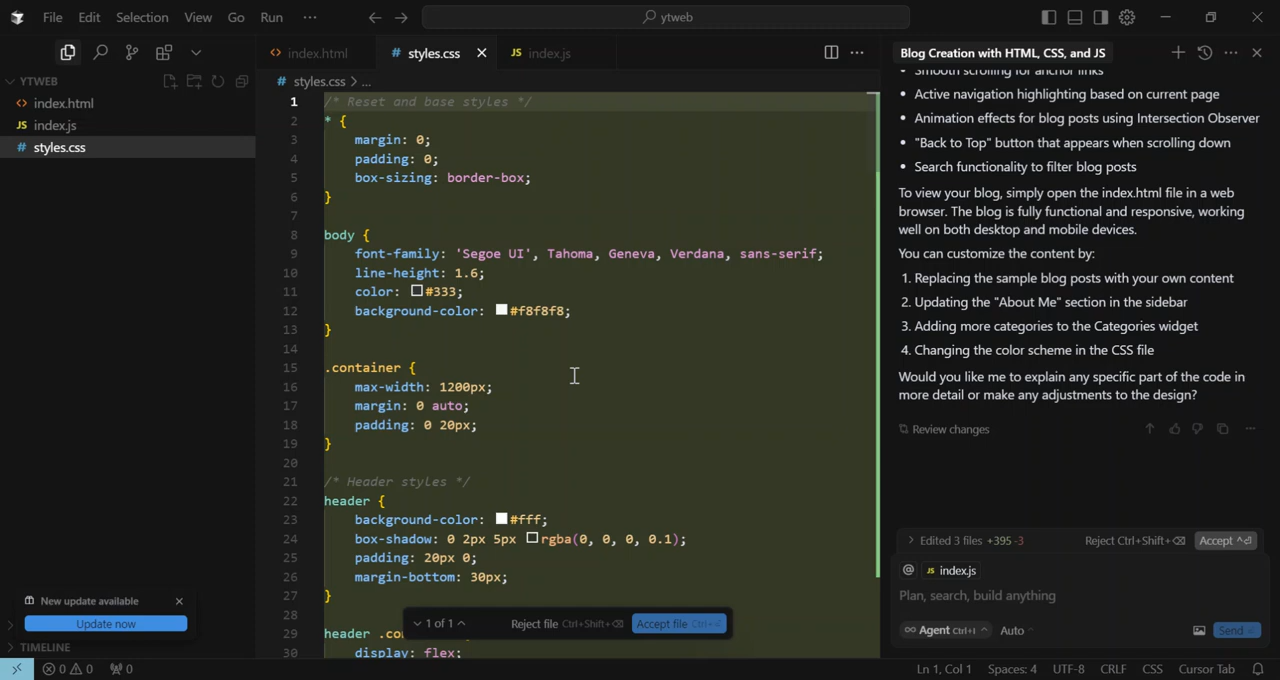 File Edit Selection View Go Run ···
ytweb
index.html
styles.css
index.js
YTWEB
index.html
index.js
styles.css
New update available
Update now
TIMELINE
styles.css > ...
1 /* Reset and base styles */
2 * {
3 margin: 0;
4 padding: 0;
5 box-sizing: border-box;
6 }
7
8 body {
9 font-family: 'Segoe UI', Tahoma, Geneva, Verdana, sans-serif;
10 line-height: 1.6;
11 color: #333;
12 background-color: #f8f8f8;
13 }
14
15 .container {
16 max-width: 1200px;
17 margin: 0 auto;
18 padding: 0 20px;
19 }
20
21 /* Header styles */
22 header {
23 background-color: #fff;
24 box-shadow: 0 2px 5px rgba(0, 0, 0, 0.1);
25 padding: 20px 0;
26 margin-bottom: 30px;
27 }
28
29 header .co
30 display: flex;
1 of 1
Reject file Ctrl+Shift+⌫
Accept file Ctrl+⏎
Blog Creation with HTML, CSS, and JS
• Smooth scrolling for anchor links
• Active navigation highlighting based on current page
• Animation effects for blog posts using Intersection Observer
• "Back to Top" button that appears when scrolling down
• Search functionality to filter blog posts
To view your blog, simply open the index.html file in a web
browser. The blog is fully functional and responsive, working
well on both desktop and mobile devices.
You can customize the content by:
1. Replacing the sample blog posts with your own content
2. Updating the "About Me" section in the sidebar
3. Adding more categories to the Categories widget
4. Changing the color scheme in the CSS file
Would you like me to explain any specific part of the code in
more detail or make any adjustments to the design?
Review changes
Edited 3 files +395 -3
Reject Ctrl+Shift+⌫
Accept ^⏎
@ JS index.js
Plan, search, build anything
Agent Ctrl+I
Auto
Send
0 0 0
Ln 1, Col 1 Spaces: 4 UTF-8 CRLF CSS Cursor Tab